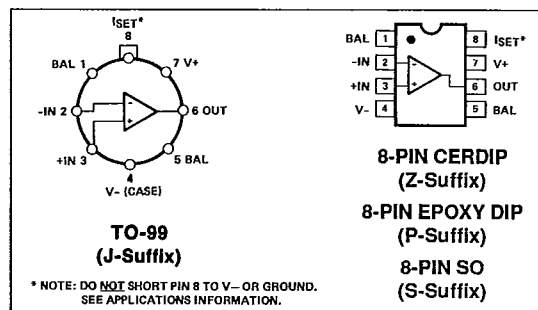 ISET*
8
BAL 1
7 V+
-IN 2
6 OUT
+IN 3
5 BAL
4
V- (CASE)
TO-99
(J-Suffix)
BAL 1
8 ISET*
-IN 2
7 V+
+IN 3
6 OUT
V- 4
5 BAL
8-PIN CERDIP
(Z-Suffix)
8-PIN EPOXY DIP
(P-Suffix)
8-PIN SO
(S-Suffix)
* NOTE: DO NOT SHORT PIN 8 TO V- OR GROUND.
SEE APPLICATIONS INFORMATION.